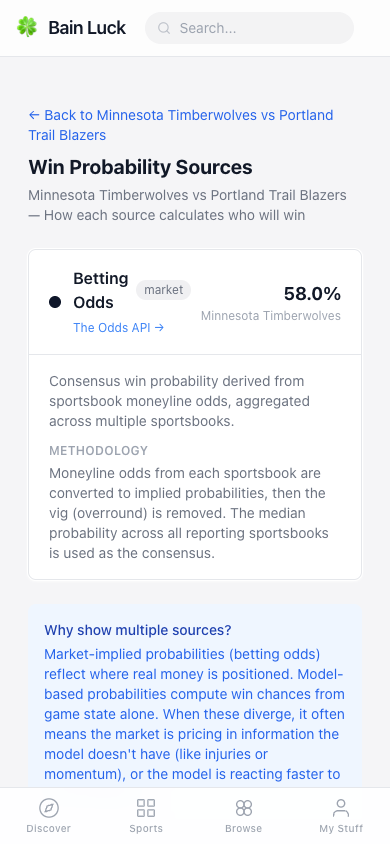 Bain Luck
Search...
← Back to Minnesota Timberwolves vs Portland
Trail Blazers
Win Probability Sources
Minnesota Timberwolves vs Portland Trail Blazers
— How each source calculates who will win
Betting
Odds
market
The Odds API →
58.0%
Minnesota Timberwolves
Consensus win probability derived from
sportsbook moneyline odds, aggregated
across multiple sportsbooks.
METHODOLOGY
Moneyline odds from each sportsbook are
converted to implied probabilities, then the
vig (overround) is removed. The median
probability across all reporting sportsbooks
is used as the consensus.
Why show multiple sources?
Market-implied probabilities (betting odds)
reflect where real money is positioned. Model-
based probabilities compute win chances from
game state alone. When these diverge, it often
means the market is pricing in information the
model doesn't have (like injuries or
momentum), or the model is reacting faster to
Discover
Sports
Browse
My Stuff